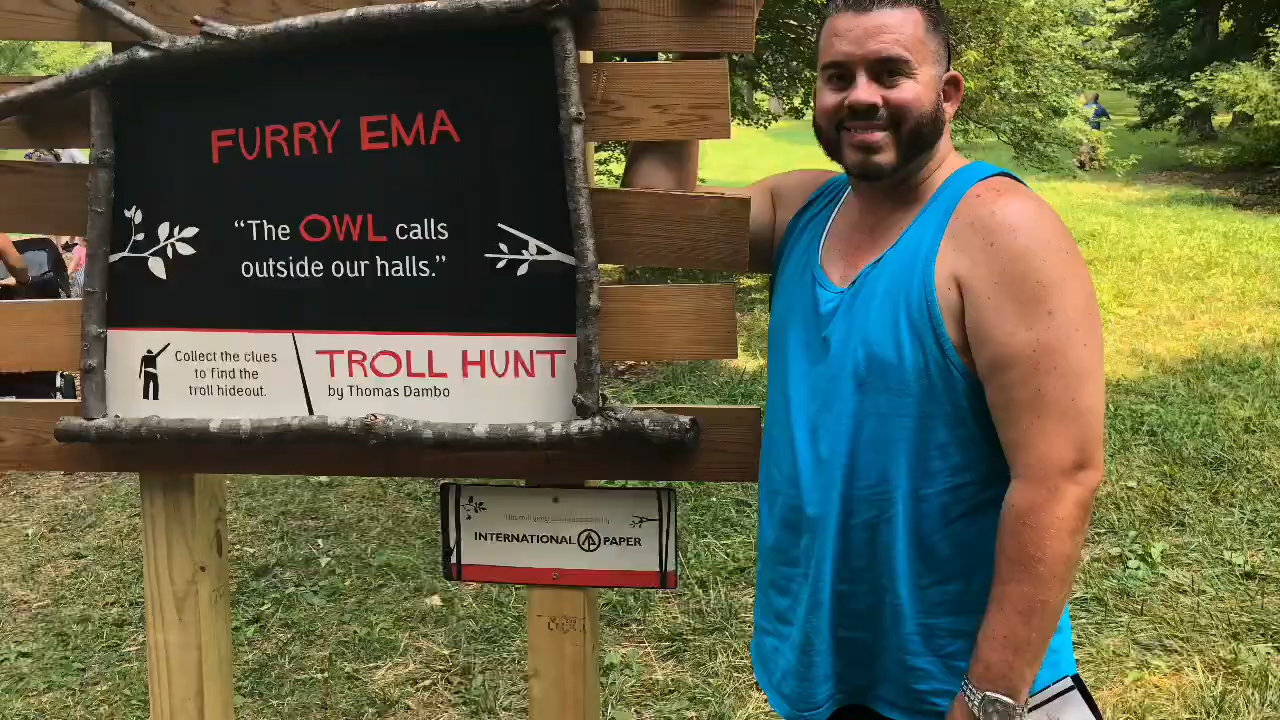 FURRY EMA
“The OWL calls
outside our halls.”
Collect the clues
to find the
troll hideout.
TROLL HUNT
by Thomas Dambo
INTERNATIONAL PAPER